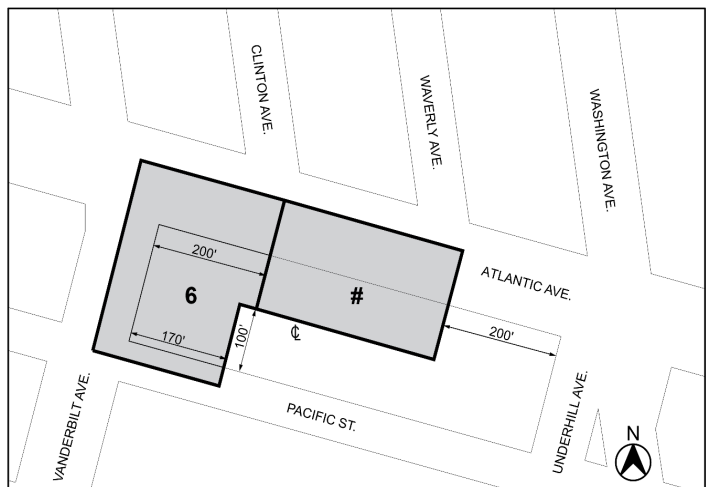 CLINTON AVE.
WAVERLY AVE.
WASHINGTON AVE.
200'
6
#
ATLANTIC AVE.
170'
100'
℄
200'
PACIFIC ST.
VANDERBILT AVE.
UNDERHILL AVE.
N